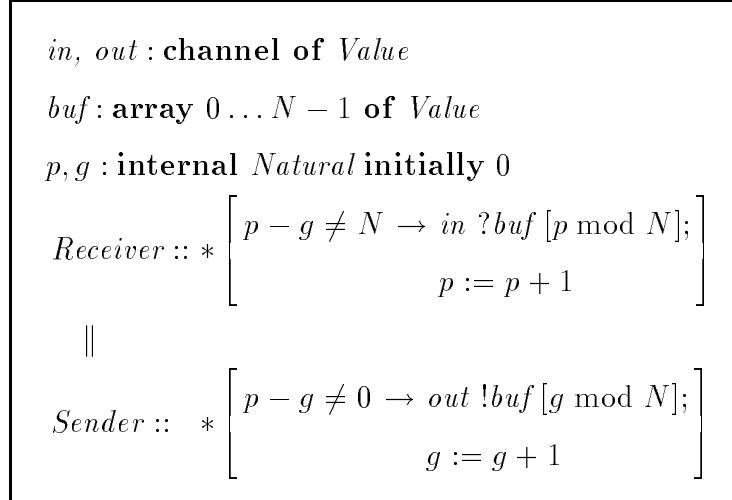 in, out : channel of Value
buf : array 0 ... N − 1 of Value
p, g : internal Natural initially 0
Receiver :: * [ p − g ≠ N → in ?buf [p mod N];
p := p + 1 ]
‖
Sender :: * [ p − g ≠ 0 → out !buf [g mod N];
g := g + 1 ]